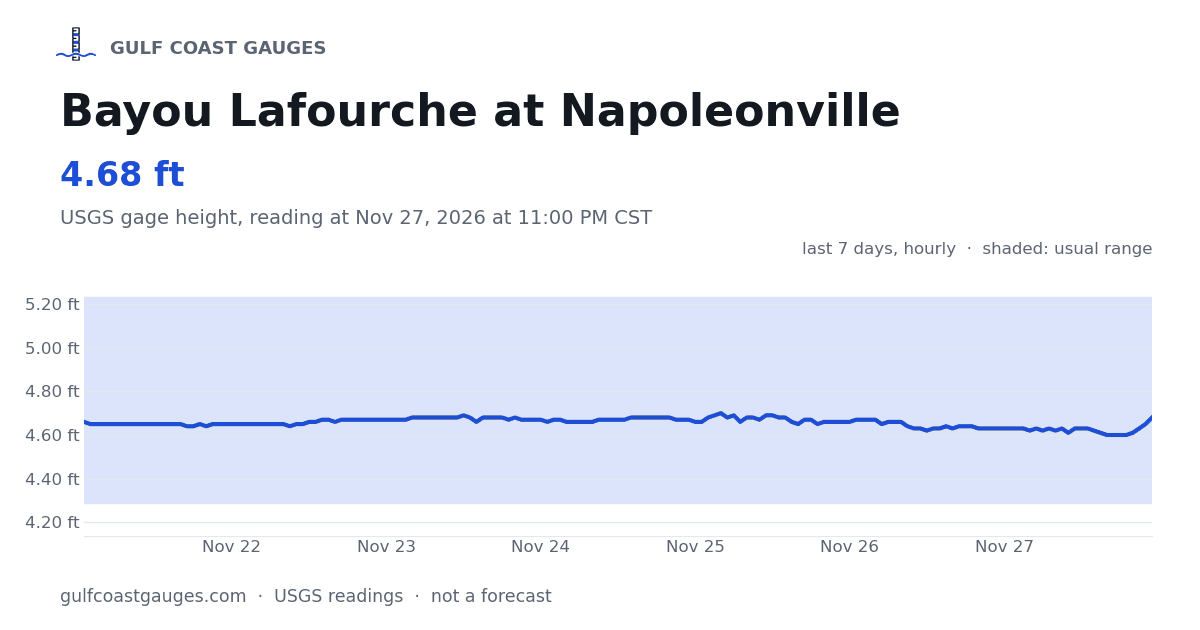 GULF COAST GAUGES
Bayou Lafourche at Napoleonville
4.68 ft
USGS gage height, reading at Nov 27, 2026 at 11:00 PM CST
last 7 days, hourly · shaded: usual range
5.20 ft
5.00 ft
4.80 ft
4.60 ft
4.40 ft
4.20 ft
Nov 22 Nov 23 Nov 24 Nov 25 Nov 26 Nov 27
gulfcoastgauges.com · USGS readings · not a forecast